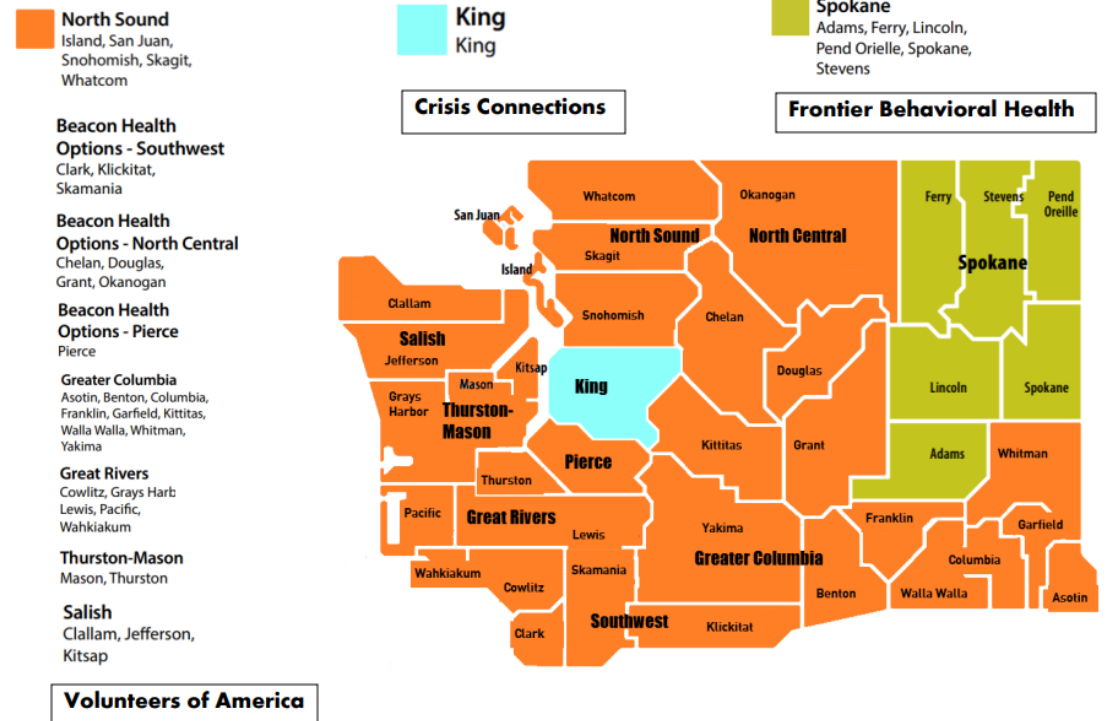 North Sound
Island, San Juan,
Snohomish, Skagit,
Whatcom
Beacon Health
Options - Southwest
Clark, Klickitat,
Skamania
Beacon Health
Options - North Central
Chelan, Douglas,
Grant, Okanogan
Beacon Health
Options - Pierce
Pierce
Greater Columbia
Asotin, Benton, Columbia,
Franklin, Garfield, Kittitas,
Walla Walla, Whitman,
Yakima
Great Rivers
Cowlitz, Grays Harb
Lewis, Pacific,
Wahkiakum
Thurston-Mason
Mason, Thurston
Salish
Clallam, Jefferson,
Kitsap
Volunteers of America
King
King
Crisis Connections
Spokane
Adams, Ferry, Lincoln,
Pend Orielle, Spokane,
Stevens
Frontier Behavioral Health
Whatcom
Okanogan
Ferry
Stevens
Pend
Oreille
San Juan
North Sound
North Central
Skagit
Spokane
Island
Clallam
Snohomish
Chelan
Salish
Jefferson
Kitsap
Douglas
Mason
King
Lincoln
Spokane
Grays
Harbor
Thurston-
Mason
Kittitas
Grant
Adams
Whitman
Pierce
Thurston
Pacific
Great Rivers
Lewis
Yakima
Franklin
Garfield
Greater Columbia
Columbia
Wahkiakum
Skamania
Cowlitz
Benton
Walla Walla
Asotin
Clark
Southwest
Klickitat